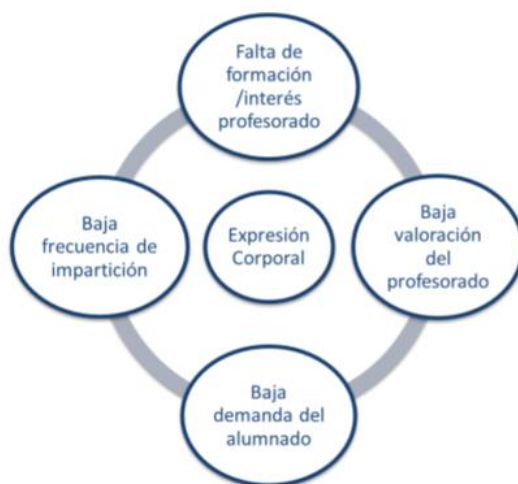 Falta de
formación
/interés
profesorado
Baja
frecuencia de
impartición
Expresión
Corporal
Baja
valoración
del
profesorado
Baja
demanda del
alumnado